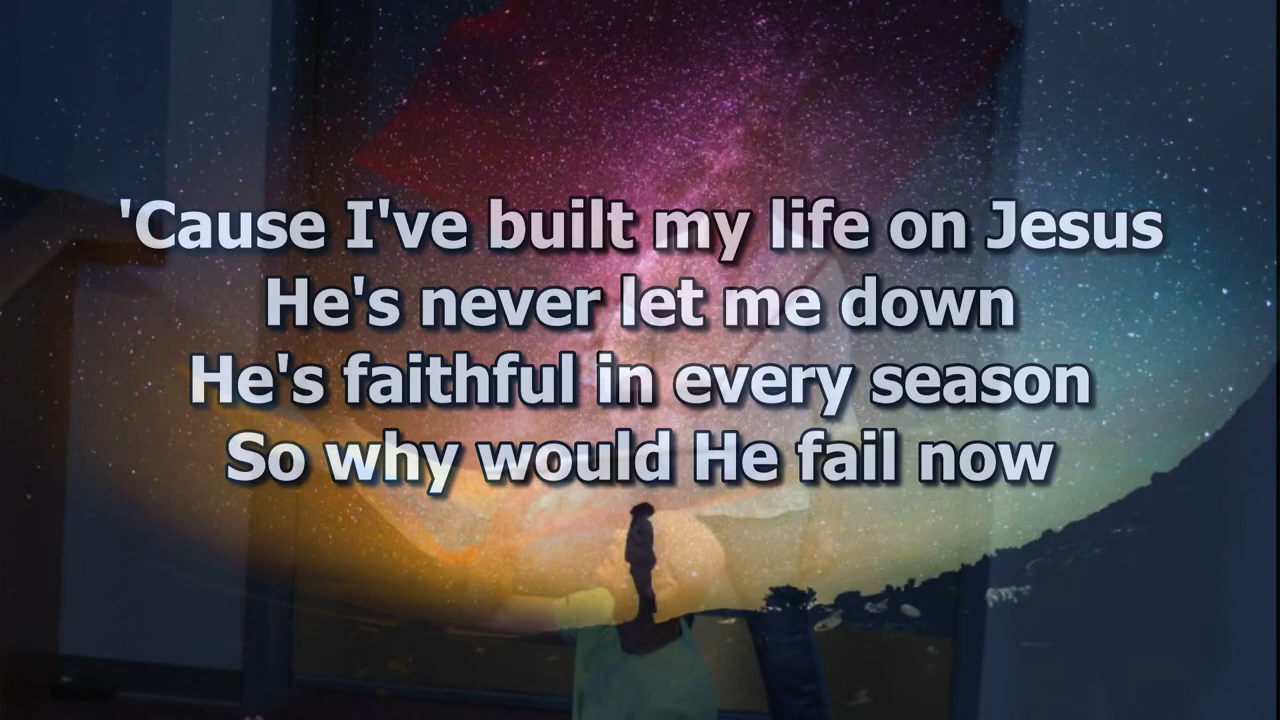 'Cause I've built my life on Jesus
He's never let me down
He's faithful in every season
So why would He fail now